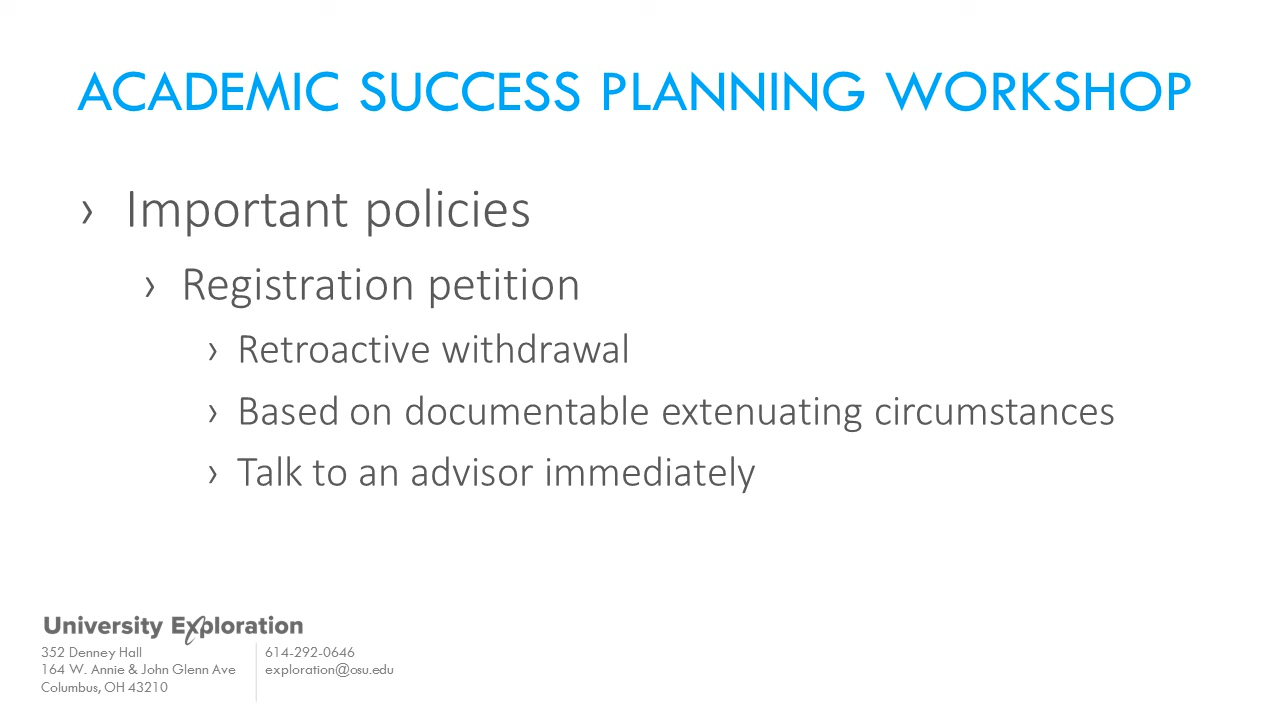 ACADEMIC SUCCESS PLANNING WORKSHOP
› Important policies
› Registration petition
› Retroactive withdrawal
› Based on documentable extenuating circumstances
› Talk to an advisor immediately
University Exploration
352 Denney Hall
164 W. Annie & John Glenn Ave
Columbus, OH 43210
614-292-0646
exploration@osu.edu